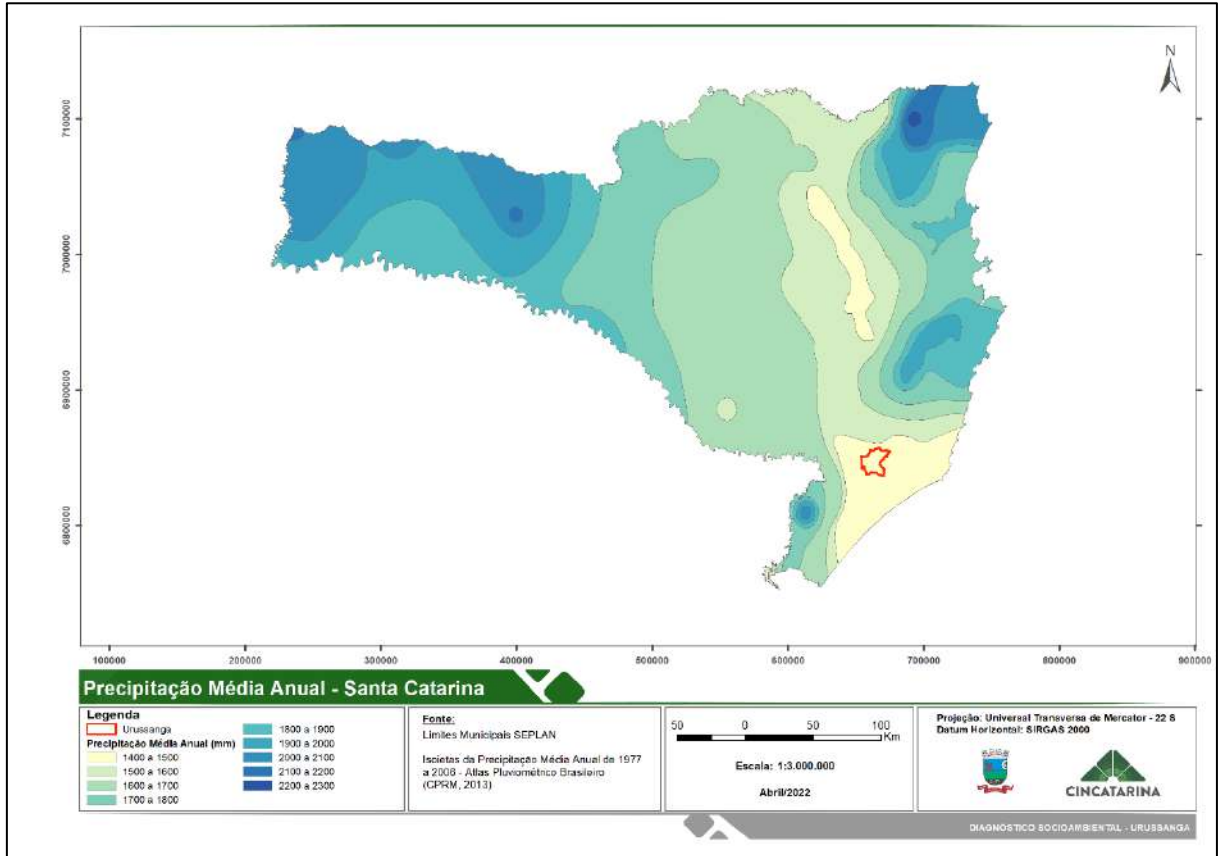 N
7100000
7000000
6900000
6800000
100000 200000 300000 400000 500000 600000 700000 800000 900000
Precipitação Média Anual - Santa Catarina
Legenda
Urussanga
Precipitação Média Anual (mm)
1400 a 1500
1500 a 1600
1600 a 1700
1700 a 1800
1800 a 1900
1900 a 2000
2000 a 2100
2100 a 2200
2200 a 2300
Fonte:
Limites Municipais SEPLAN
Isoietas da Precipitação Média Anual de 1977
a 2006 - Atlas Pluviométrico Brasileiro
(CPRM, 2013)
50 0 50 100
Km
Escala: 1:3.000.000
Abril/2022
Projeção: Universal Transversa de Mercator - 22 S
Datum Horizontal: SIRGAS 2000
CINCATARINA
DIAGNÓSTICO SOCIOAMBIENTAL - URUSSANGA